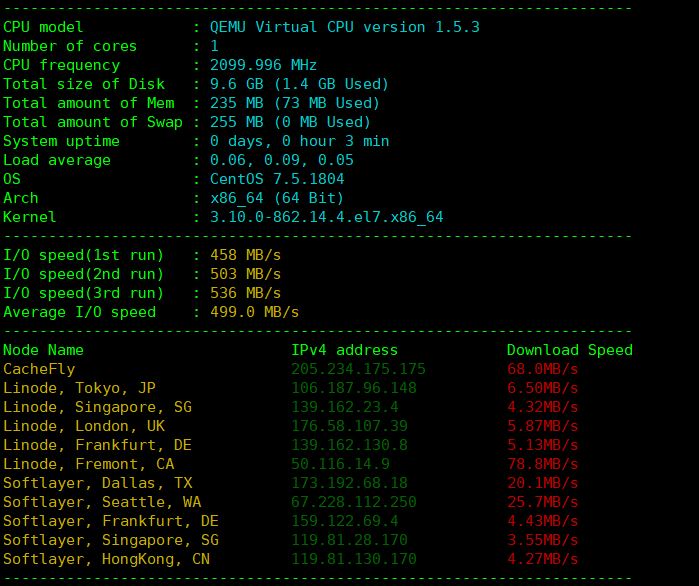 ----------------------------------------------------------------------
CPU model            : QEMU Virtual CPU version 1.5.3
Number of cores      : 1
CPU frequency        : 2099.996 MHz
Total size of Disk   : 9.6 GB (1.4 GB Used)
Total amount of Mem  : 235 MB (73 MB Used)
Total amount of Swap : 255 MB (0 MB Used)
System uptime        : 0 days, 0 hour 3 min
Load average         : 0.06, 0.09, 0.05
OS                   : CentOS 7.5.1804
Arch                 : x86_64 (64 Bit)
Kernel               : 3.10.0-862.14.4.el7.x86_64
----------------------------------------------------------------------
I/O speed(1st run)   : 458 MB/s
I/O speed(2nd run)   : 503 MB/s
I/O speed(3rd run)   : 536 MB/s
Average I/O speed    : 499.0 MB/s
----------------------------------------------------------------------
Node Name                       IPv4 address            Download Speed
CacheFly                        205.234.175.175         68.0MB/s
Linode, Tokyo, JP               106.187.96.148          6.50MB/s
Linode, Singapore, SG           139.162.23.4            4.32MB/s
Linode, London, UK              176.58.107.39           5.87MB/s
Linode, Frankfurt, DE           139.162.130.8           5.13MB/s
Linode, Fremont, CA             50.116.14.9             78.8MB/s
Softlayer, Dallas, TX           173.192.68.18           20.1MB/s
Softlayer, Seattle, WA          67.228.112.250          25.7MB/s
Softlayer, Frankfurt, DE        159.122.69.4            4.43MB/s
Softlayer, Singapore, SG        119.81.28.170           3.55MB/s
Softlayer, HongKong, CN         119.81.130.170          4.27MB/s
----------------------------------------------------------------------